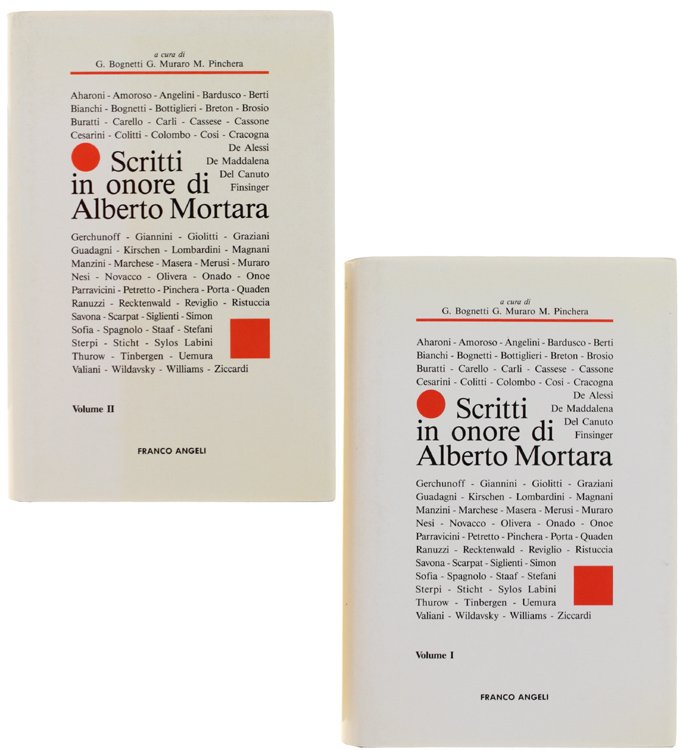 a cura di
G. Bognetti G. Muraro M. Pinchera
Aharoni - Amoroso - Angelini - Bardusco - Berti
Bianchi - Bognetti - Bottiglieri - Breton - Brosio
Buratti - Carello - Carli - Cassese - Cassone
Cesarini - Colitti - Colombo - Cosi - Cracogna
De Alessi
De Maddalena
Del Canuto
Finsinger
Scritti
in onore di
Alberto Mortara
Gerchunoff - Giannini - Giolitti - Graziani
Guadagni - Kirschen - Lombardini - Magnani
Manzini - Marchese - Masera - Merusi - Muraro
Nesi - Novacco - Olivera - Onado - Onoe
Parravicini - Petretto - Pinchera - Porta - Quaden
Ranuzzi - Recktenwald - Reviglio - Ristuccia
Savona - Scarpat - Siglienti - Simon
Sofia - Spagnolo - Staaf - Stefani
Sterpi - Sticht - Sylos Labini
Thurow - Tinbergen - Uemura
Valiani - Wildavsky - Williams - Ziccardi
Volume II
FRANCO ANGELI
a cura di
G. Bognetti G. Muraro M. Pinchera
Aharoni - Amoroso - Angelini - Bardusco - Berti
Bianchi - Bognetti - Bottiglieri - Breton - Brosio
Buratti - Carello - Carli - Cassese - Cassone
Cesarini - Colitti - Colombo - Cosi - Cracogna
De Alessi
De Maddalena
Del Canuto
Finsinger
Scritti
in onore di
Alberto Mortara
Gerchunoff - Giannini - Giolitti - Graziani
Guadagni - Kirschen - Lombardini - Magnani
Manzini - Marchese - Masera - Merusi - Muraro
Nesi - Novacco - Olivera - Onado - Onoe
Parravicini - Petretto - Pinchera - Porta - Quaden
Ranuzzi - Recktenwald - Reviglio - Ristuccia
Savona - Scarpat - Siglienti - Simon
Sofia - Spagnolo - Staaf - Stefani
Sterpi - Sticht - Sylos Labini
Thurow - Tinbergen - Uemura
Valiani - Wildavsky - Williams - Ziccardi
Volume I
FRANCO ANGELI